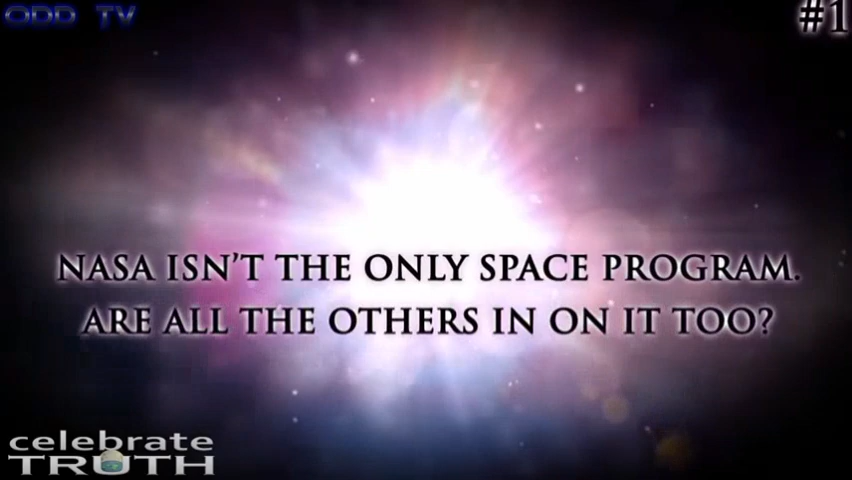 ODD TV
#1
NASA ISN'T THE ONLY SPACE PROGRAM.
ARE ALL THE OTHERS IN ON IT TOO?
celebrate
TRUTH